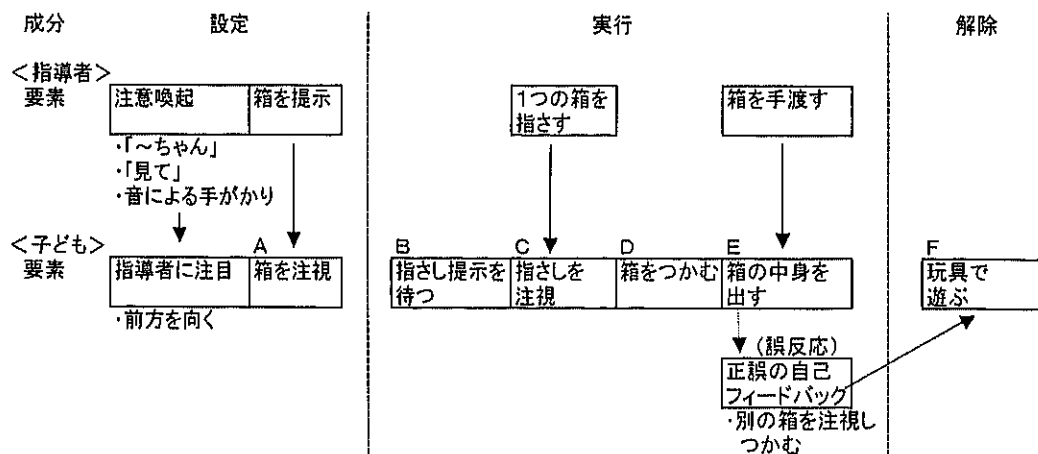 成分 設定 実行 解除
<指導者>
要素
注意喚起 箱を提示 1つの箱を 箱を手渡す
指さす
・「~ちゃん」
・「見て」
・音による手がかり
<子ども> A B C D E F
要素
指導者に注目 箱を注視 指さし提示を 指さしを 箱をつかむ 箱の中身を 玩具で
待つ 注視 出す 遊ぶ
・前方を向く
(誤反応)
正誤の自己
フィードバック
・別の箱を注視し
つかむ